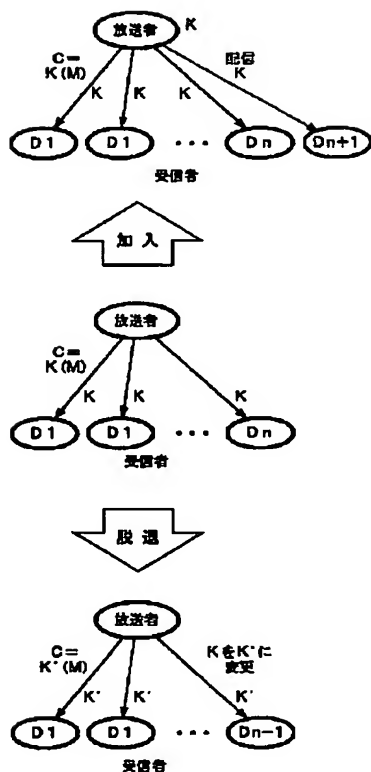 放送者 K
C=
K(M)
配信
K
K K K
D1 D1 ・・・ Dn Dn+1
受信者
加入
放送者
C=
K(M)
K K K
D1 D1 ・・・ Dn
受信者
脱退
放送者
C=
K'(M)
KをK'に
変更
K' K' K'
D1 D1 ・・・ Dn-1
受信者